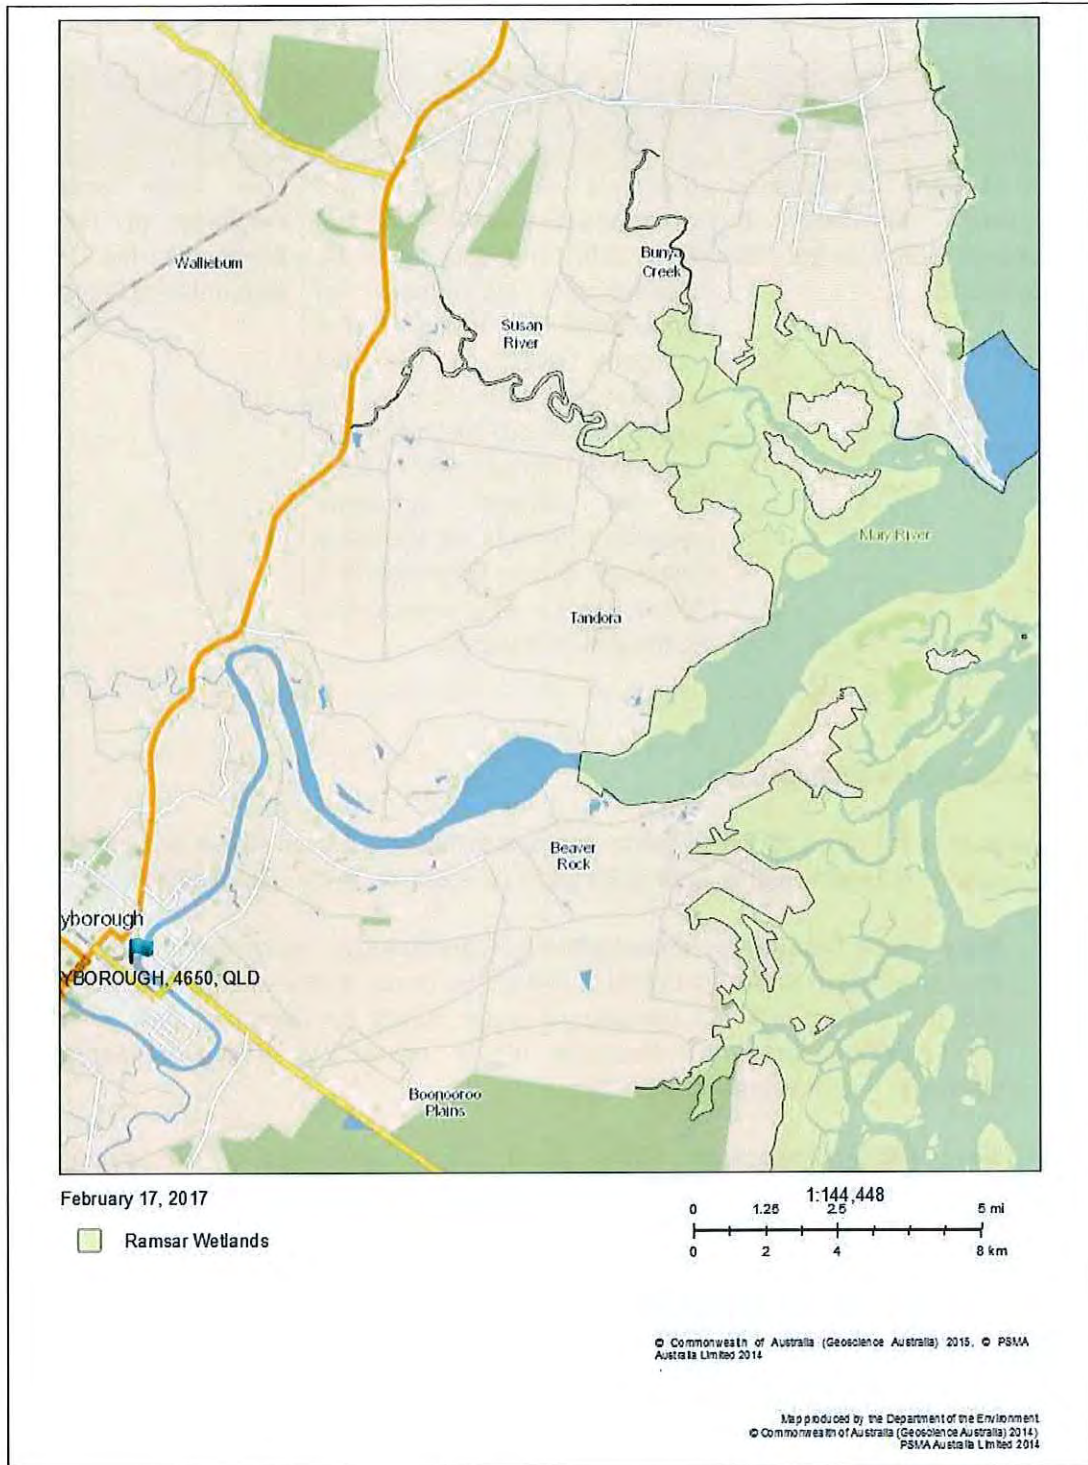 Walliebum
Bunya
Creek
Susan
River
Mary River
Tandora
Beaver
Rock
yborough
YBOROUGH, 4650, QLD
Boonooroo
Plains
February 17, 2017
Ramsar Wetlands
1:144,448
0 1.25 2.5 5 mi
0 2 4 8 km
© Commonwealth of Australia (Geoscience Australia) 2015, © PSMA
Australia Limited 2014
Map produced by the Department of the Environment
© Commonwealth of Australia (Geoscience Australia) 2014)
PSMA Australia Limited 2014